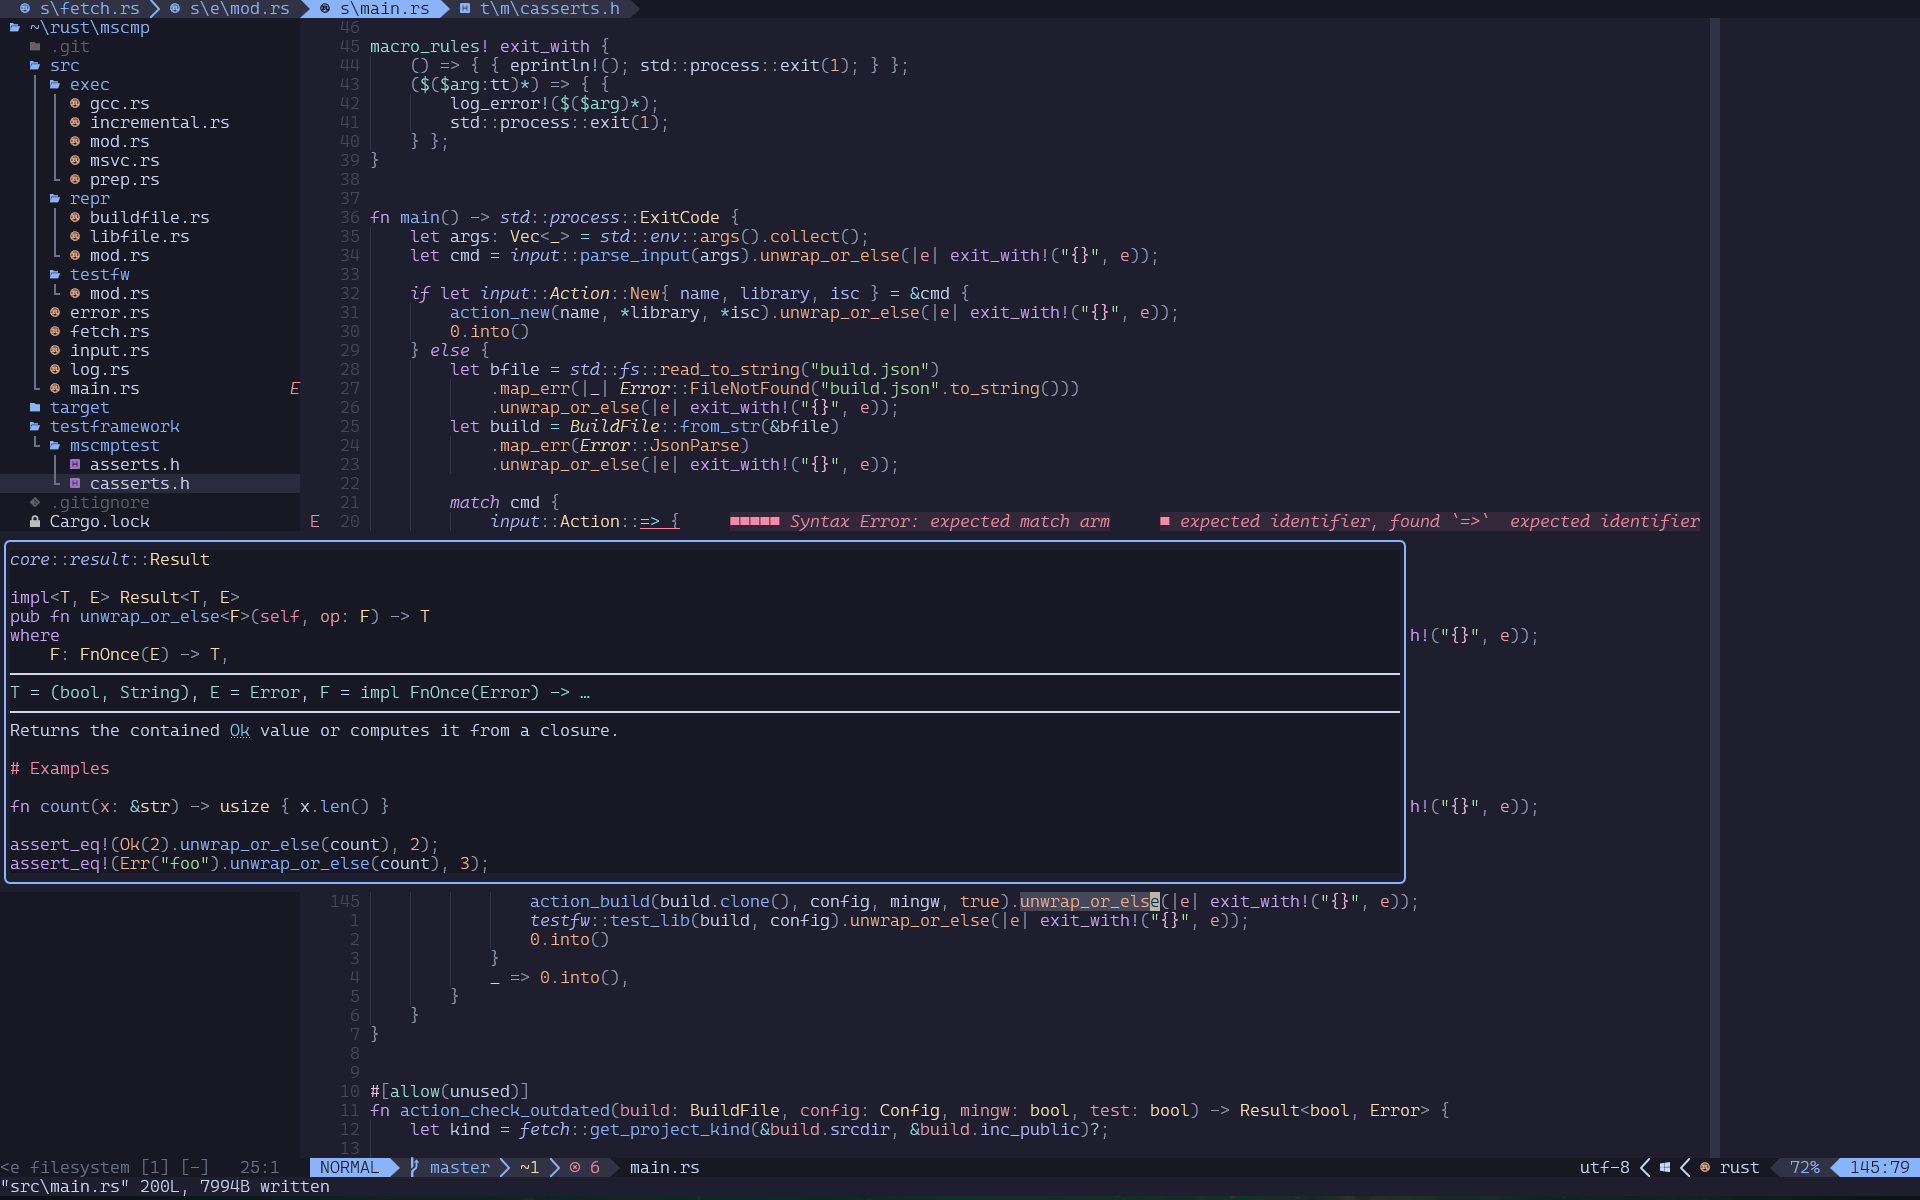 s\fetch.rs s\e\mod.rs s\main.rs t\m\casserts.h
~\rust\mscmp
.git
src
exec
gcc.rs
incremental.rs
mod.rs
msvc.rs
prep.rs
repr
buildfile.rs
libfile.rs
mod.rs
testfw
mod.rs
error.rs
fetch.rs
input.rs
log.rs
main.rs E
target
testframework
mscmptest
asserts.h
casserts.h
.gitignore
Cargo.lock
46
45 macro_rules! exit_with {
44     () => { { eprintln!(); std::process::exit(1); } };
43     ($($arg:tt)*) => { {
42         log_error!($($arg)*);
41         std::process::exit(1);
40     } };
39 }
38
37
36 fn main() -> std::process::ExitCode {
35     let args: Vec<_> = std::env::args().collect();
34     let cmd = input::parse_input(args).unwrap_or_else(|e| exit_with!("{}", e));
33
32     if let input::Action::New{ name, library, isc } = &cmd {
31         action_new(name, *library, *isc).unwrap_or_else(|e| exit_with!("{}", e));
30         0.into()
29     } else {
28         let bfile = std::fs::read_to_string("build.json")
27             .map_err(|_| Error::FileNotFound("build.json".to_string()))
26             .unwrap_or_else(|e| exit_with!("{}", e));
25         let build = BuildFile::from_str(&bfile)
24             .map_err(Error::JsonParse)
23             .unwrap_or_else(|e| exit_with!("{}", e));
22
21         match cmd {
E 20             input::Action::=> {     ■■■■■ Syntax Error: expected match arm     ■ expected identifier, found `=>`  expected identifier
core::result::Result
impl<T, E> Result<T, E>
pub fn unwrap_or_else<F>(self, op: F) -> T
where
    F: FnOnce(E) -> T,
T = (bool, String), E = Error, F = impl FnOnce(Error) -> …
Returns the contained Ok value or computes it from a closure.
# Examples
fn count(x: &str) -> usize { x.len() }
assert_eq!(Ok(2).unwrap_or_else(count), 2);
assert_eq!(Err("foo").unwrap_or_else(count), 3);
h!("{}", e));
h!("{}", e));
145                 action_build(build.clone(), config, mingw, true).unwrap_or_else(|e| exit_with!("{}", e));
1                 testfw::test_lib(build, config).unwrap_or_else(|e| exit_with!("{}", e));
2                 0.into()
3             }
4             _ => 0.into(),
5         }
6     }
7 }
8
9
10 #[allow(unused)]
11 fn action_check_outdated(build: BuildFile, config: Config, mingw: bool, test: bool) -> Result<bool, Error> {
12     let kind = fetch::get_project_kind(&build.srcdir, &build.inc_public)?;
13
<e filesystem [1] [-]   25:1   NORMAL master ~1 6 main.rs utf-8 rust 72% 145:79
"src\main.rs" 200L, 7994B written